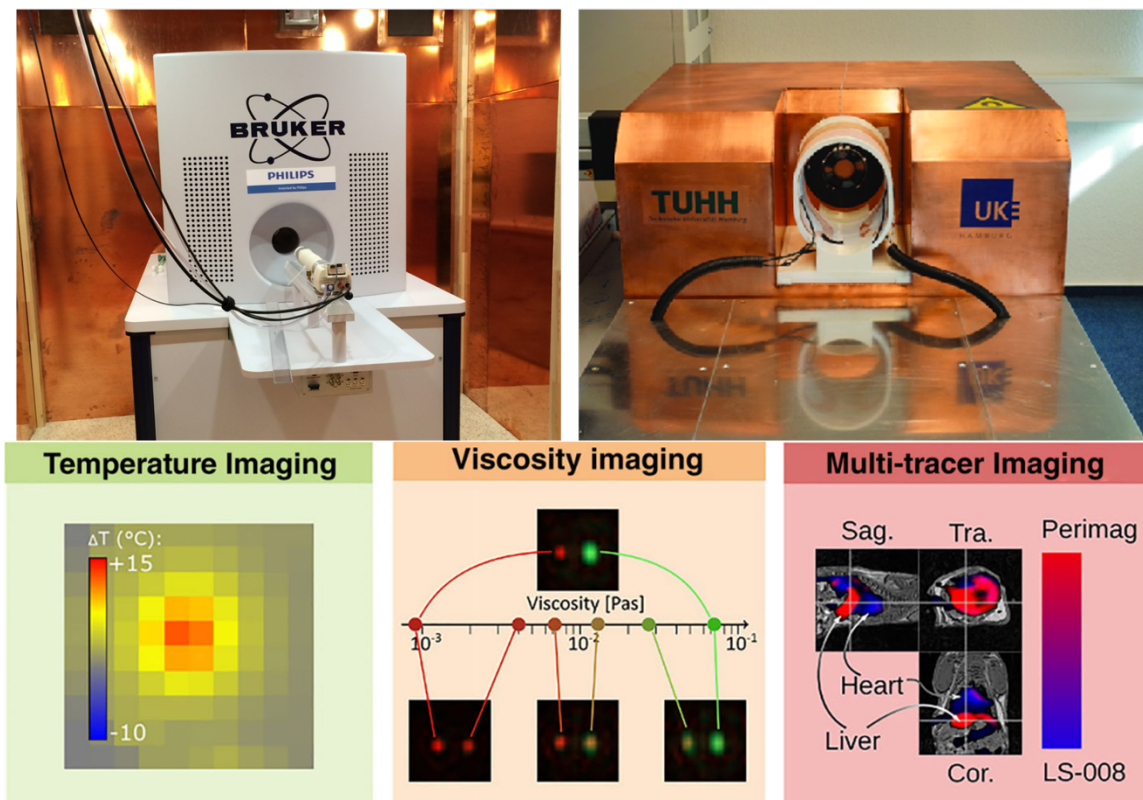 BRUKER
PHILIPS
TUHH
Technische Universität Hamburg
UKE
HAMBURG
Temperature Imaging
ΔT (°C):
+15
-10
Viscosity imaging
Viscosity [Pas]
10-3
10-2
10-1
Multi-tracer Imaging
Sag.
Tra.
Perimag
Heart
Liver
Cor.
LS-008